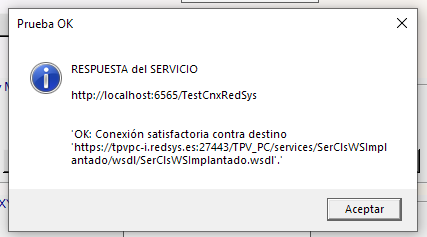 Prueba OK
RESPUESTA del SERVICIO
http://localhost:6565/TestCnxRedSys
'OK: Conexión satisfactoria contra destino
'https://tpvpc-i.redsys.es:27443/TPV_PC/services/SerClsWSImpl
antado/wsdl/SerClsWSImplantado.wsdl'.'
Aceptar